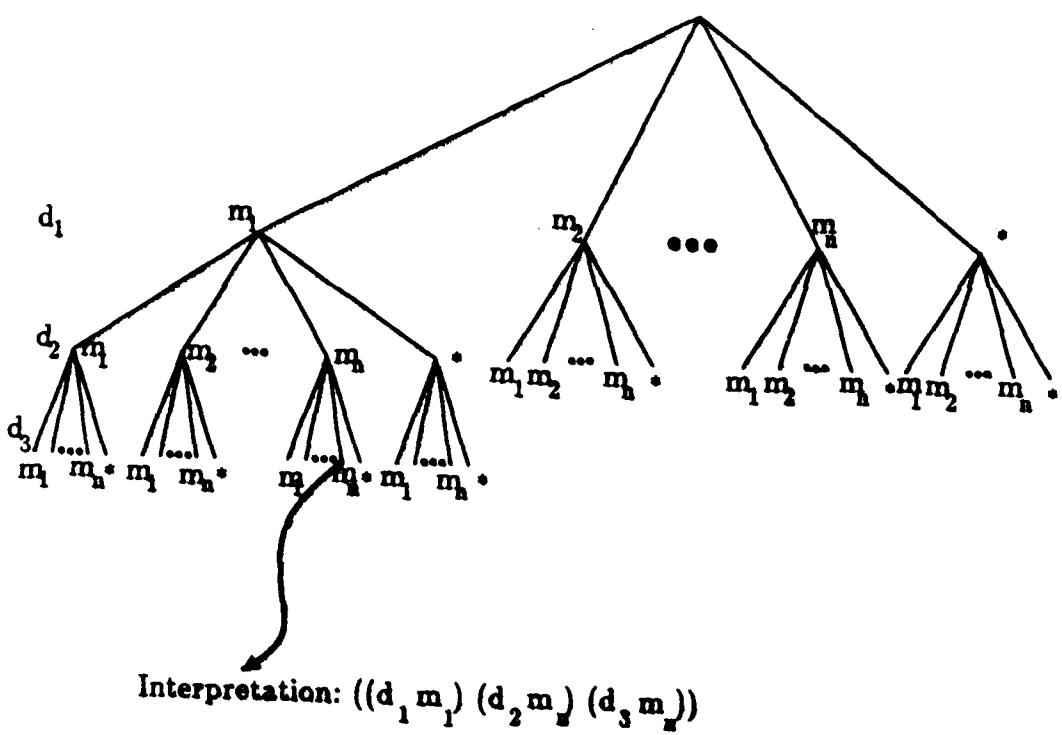 d₁ m₁ m₂ ••• mₙ *
d₂ m₁ m₂ ... mₙ *
m₁ m₂ ... mₙ * m₁ m₂ ... mₙ * m₁ m₂ ... mₙ *
d₃
m₁ ... mₙ * m₁ ... mₙ * m₁ ... mₙ * m₁ ... mₙ *
Interpretation: ((d₁ m₁) (d₂ mₙ) (d₃ mₙ))